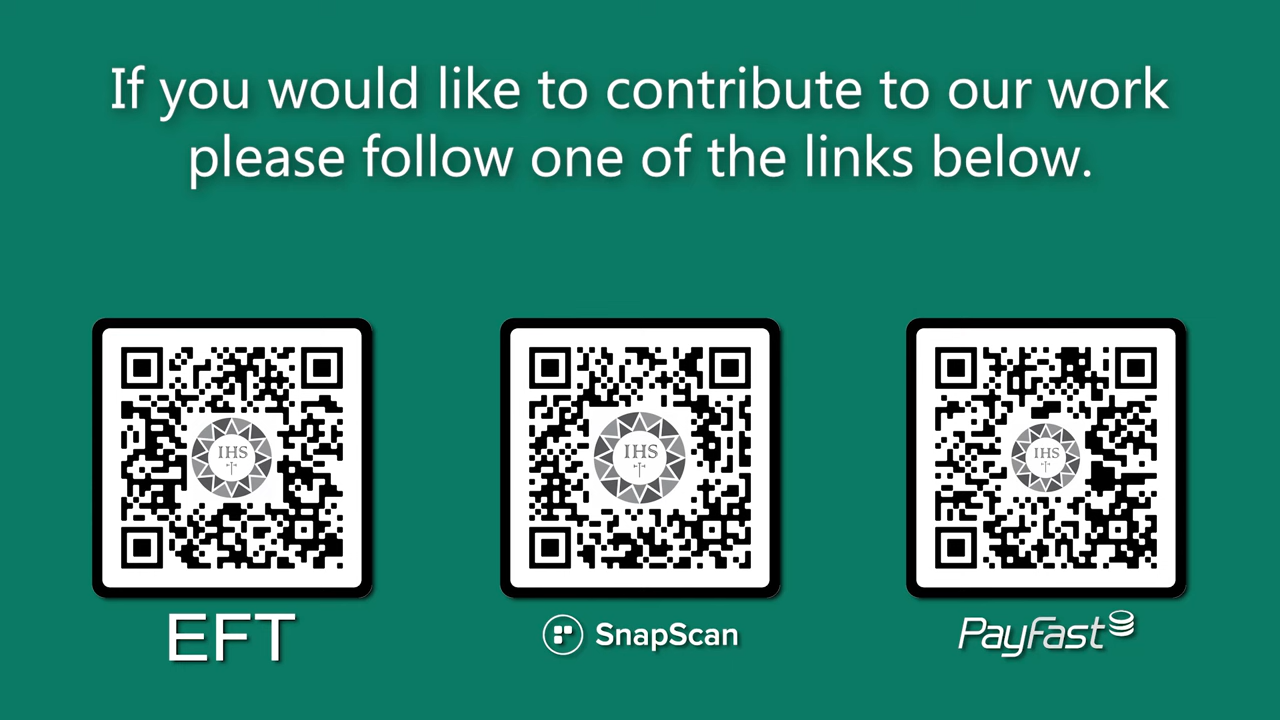 If you would like to contribute to our work
please follow one of the links below.
IHS
IHS
IHS
EFT
SnapScan
PayFast